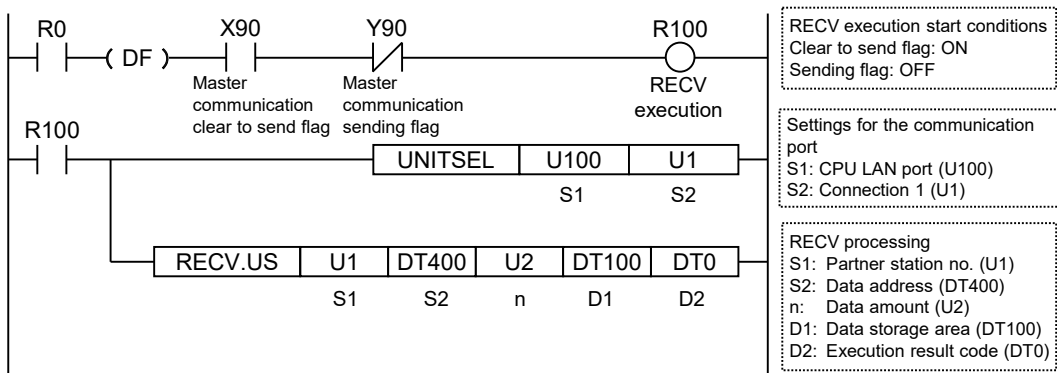 R0 X90 Y90 R100
( DF )
Master
communication
clear to send flag
Master
communication
sending flag
RECV
execution
RECV execution start conditions
Clear to send flag: ON
Sending flag: OFF
R100
UNITSEL U100 U1
S1 S2
Settings for the communication
port
S1: CPU LAN port (U100)
S2: Connection 1 (U1)
RECV.US U1 DT400 U2 DT100 DT0
S1 S2 n D1 D2
RECV processing
S1: Partner station no. (U1)
S2: Data address (DT400)
n: Data amount (U2)
D1: Data storage area (DT100)
D2: Execution result code (DT0)